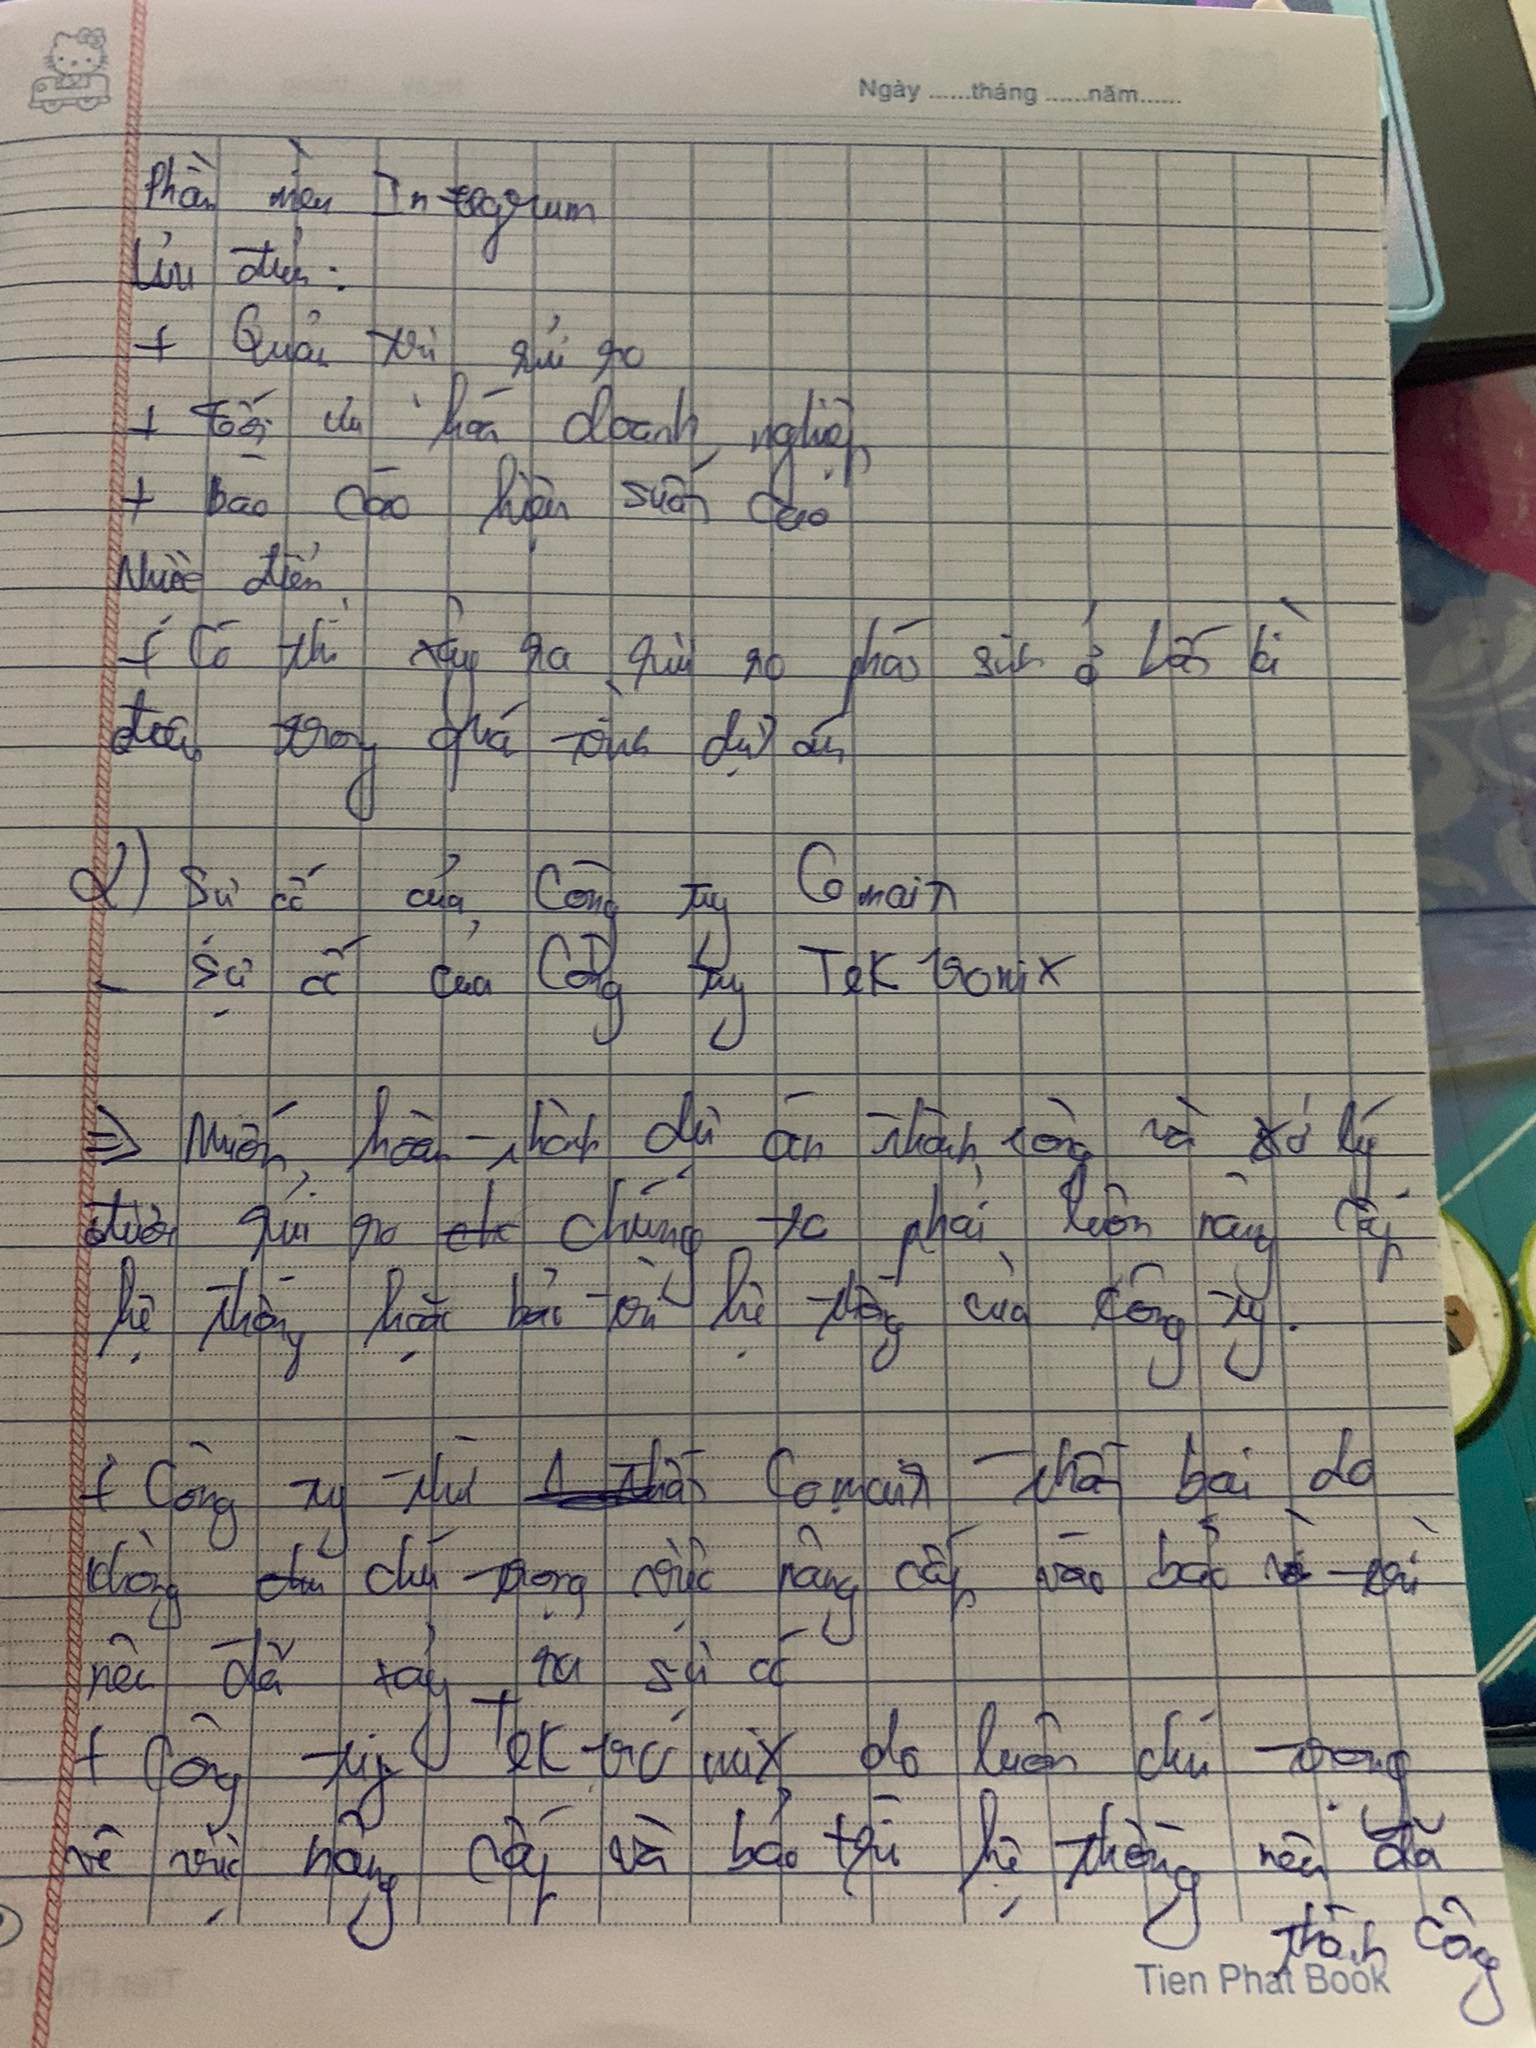 Ngày ......tháng ......năm......
Phần mềm Integrum
Ưu điểm:
+ Quản trị rủi ro
+ tối ưu hóa doanh nghiệp
+ báo cáo hiệu suất cao
Nhược điểm
+ Có thể xảy ra rủi ro phát sinh ở bất kì
đâu trong quá trình dự án
2) Sự cố của Công ty Comair
- Sự cố của Công ty Tektronix
=> Muốn hoàn thành dự án thành công và xử lý
được rủi ro chúng ta phải luôn nâng cấp
hệ thống hoặc bảo trì hệ thống của công ty.
+ Công ty như Comair thất bại do
không chú trọng việc nâng cấp vào bảo trì
nên đã xảy ra sự cố
+ Công ty Tektronix do luôn chú trọng
về việc nâng cấp và bảo trì hệ thống nên đã
thành công
Tien Phat Book